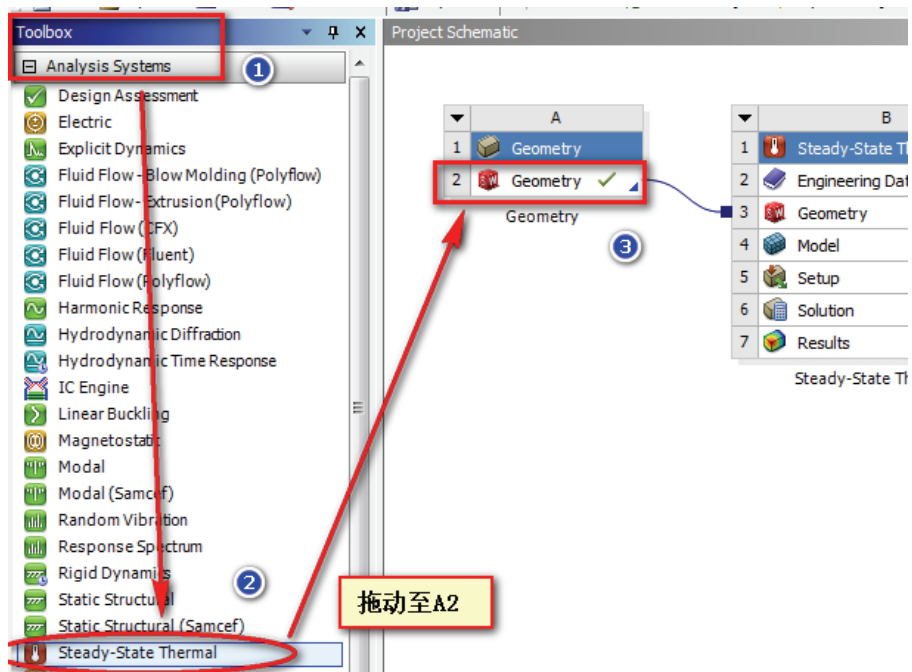 Toolbox
Project Schematic
Analysis Systems
1
Design Assessment
Electric
Explicit Dynamics
Fluid Flow - Blow Molding (Polyflow)
Fluid Flow- Extrusion(Polyflow)
Fluid Flow (CFX)
Fluid Flow (Fluent)
Fluid Flow (Polyflow)
Harmonic Response
Hydrodynamic Diffraction
Hydrodynamic Time Response
IC Engine
Linear Buckling
Magnetostatic
Modal
Modal (Samcef)
Random Vibration
Response Spectrum
Rigid Dynamics
2
Static Structural
Static Structural (Samcef)
Steady-State Thermal
拖动至A2
A
1 Geometry
2 Geometry
Geometry
3
B
1 Steady-State Th
2 Engineering Dat
3 Geometry
4 Model
5 Setup
6 Solution
7 Results
Steady-State Th